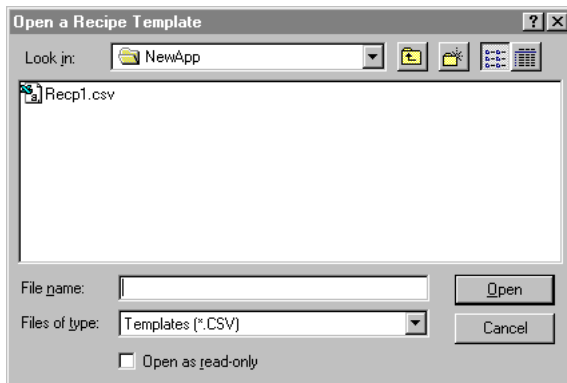 Open a Recipe Template
Look in: NewApp
Recp1.csv
File name: Open
Files of type: Templates (*.CSV) Cancel
Open as read-only